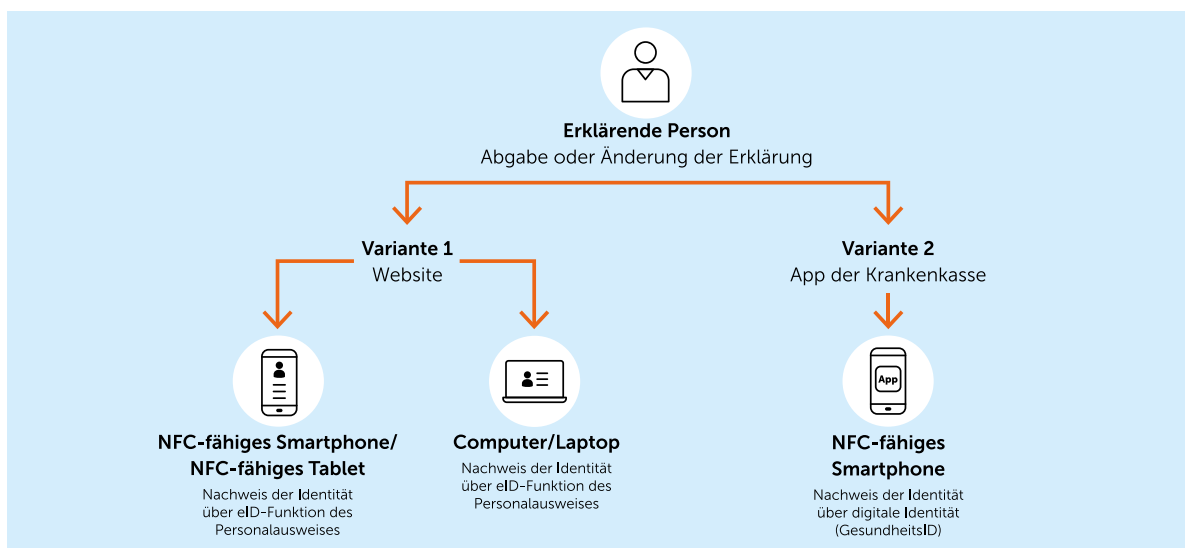 Erklärende Person
Abgabe oder Änderung der Erklärung
Variante 1
Website
Variante 2
App der Krankenkasse
App
NFC-fähiges Smartphone/
NFC-fähiges Tablet
Nachweis der Identität
über eID-Funktion des
Personalausweises
Computer/Laptop
Nachweis der Identität
über eID-Funktion des
Personalausweises
NFC-fähiges
Smartphone
Nachweis der Identität
über digitale Identität
(GesundheitsID)